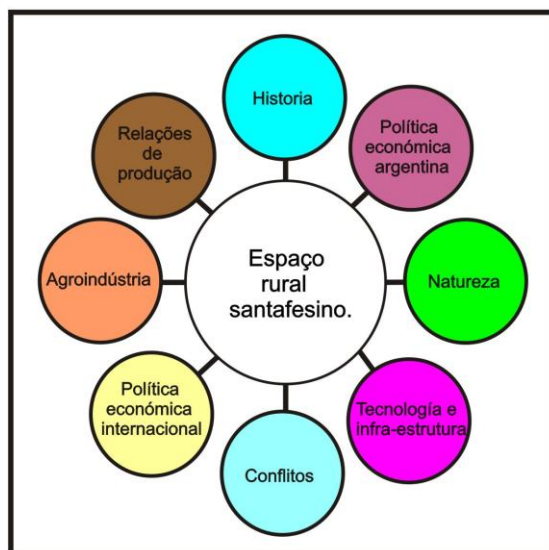 Historia
Política
económica
argentina
Natureza
Tecnología e
infra-estrutura
Conflitos
Política
económica
internacional
Agroindústria
Relações
de
produção
Espaço
rural
santafesino.